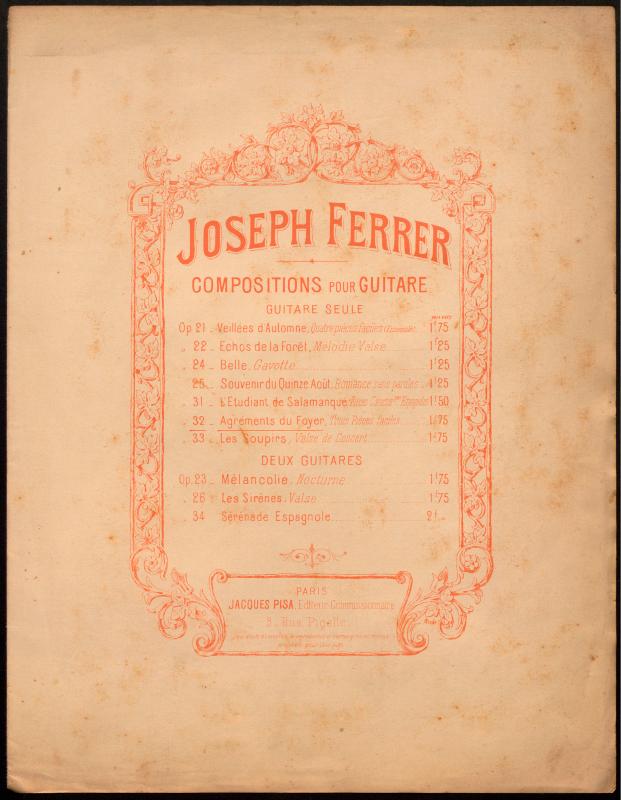 JOSEPH FERRER
COMPOSITIONS POUR GUITARE
GUITARE SEULE
PRIX NETS
Op. 21 _ Veillées d'Automne, Quatre pièces faciles 1f75
„ 22 _ Echos de la Forêt, Mélodie Valse 1f25
„ 24 _ Belle, Gavotte 1f25
„ 25 _ Souvenir du Quinze Août, Romance sans paroles 1f25
„ 31 _ L'Etudiant de Salamanque 1f50
„ 32 _ Agréments du Foyer, Trois Pièces faciles 1f75
„ 33 _ Les Soupirs, Valse de Concert 1f75
DEUX GUITARES
Op. 23 _ Mélancolie, Nocturne 1f75
„ 26 _ Les Sirènes, Valse 1f75
„ 34 Sérénade Espagnole 2f
PARIS
JACQUES PISA, Editeur-Commissionnaire
Rue Pigalle